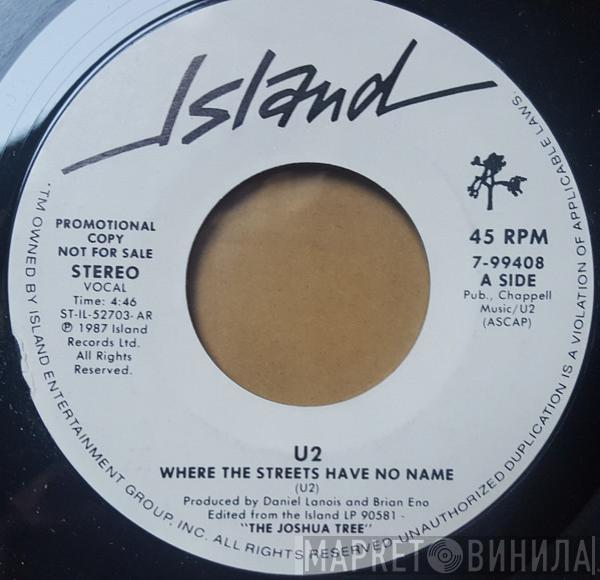 Island
PROMOTIONAL
COPY
NOT FOR SALE
STEREO
VOCAL
Time: 4:46
ST-IL-52703-AR
℗ 1987 Island
Records Ltd.
All Rights
Reserved.
45 RPM
7-99408
A SIDE
Pub., Chappell
Music/U2
(ASCAP)
U2
WHERE THE STREETS HAVE NO NAME
(U2)
Produced by Daniel Lanois and Brian Eno
Edited from the Island LP 90581 -
"THE JOSHUA TREE"
"TM OWNED BY ISLAND ENTERTAINMENT GROUP, INC. ALL RIGHTS RESERVED-UNAUTHORIZED DUPLICATION IS A VIOLATION OF APPLICABLE LAWS.
МАРКЕТ ВИНИЛА